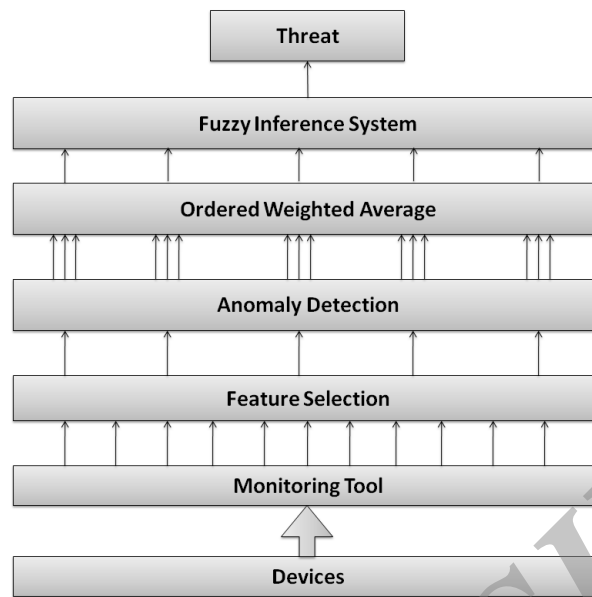 Threat
Fuzzy Inference System
Ordered Weighted Average
Anomaly Detection
Feature Selection
Monitoring Tool
Devices